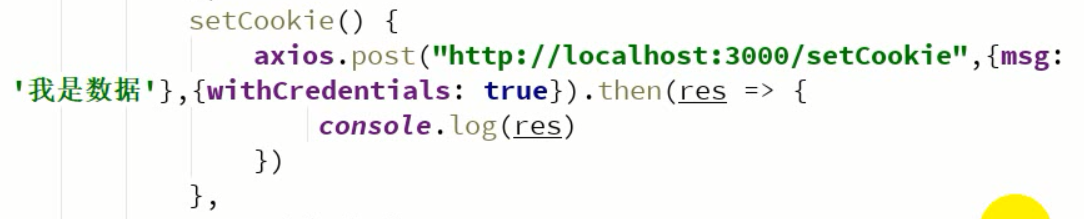 setCookie() {
axios.post("http://localhost:3000/setCookie",{msg:
'我是数据'},{withCredentials: true}).then(res => {
console.log(res)
})
},